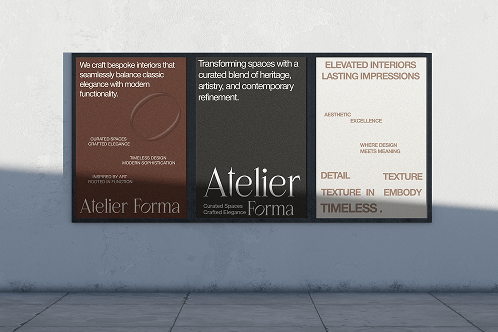 We craft bespoke interiors that
seamlessly balance classic
elegance with modern
functionality.
CURATED SPACES
CRAFTED ELEGANCE
TIMELESS DESIGN
MODERN SOPHISTICATION
INSPIRED BY ART
ROOTED IN FUNCTION
Atelier Forma
Transforming spaces with a
curated blend of heritage,
artistry, and contemporary
refinement.
Atelier
Curated Spaces
Crafted Elegance
Forma
ELEVATED INTERIORS
LASTING IMPRESSIONS
AESTHETIC
EXCELLENCE
WHERE DESIGN
MEETS MEANING
DETAIL TEXTURE
TEXTURE IN EMBODY
TIMELESS .